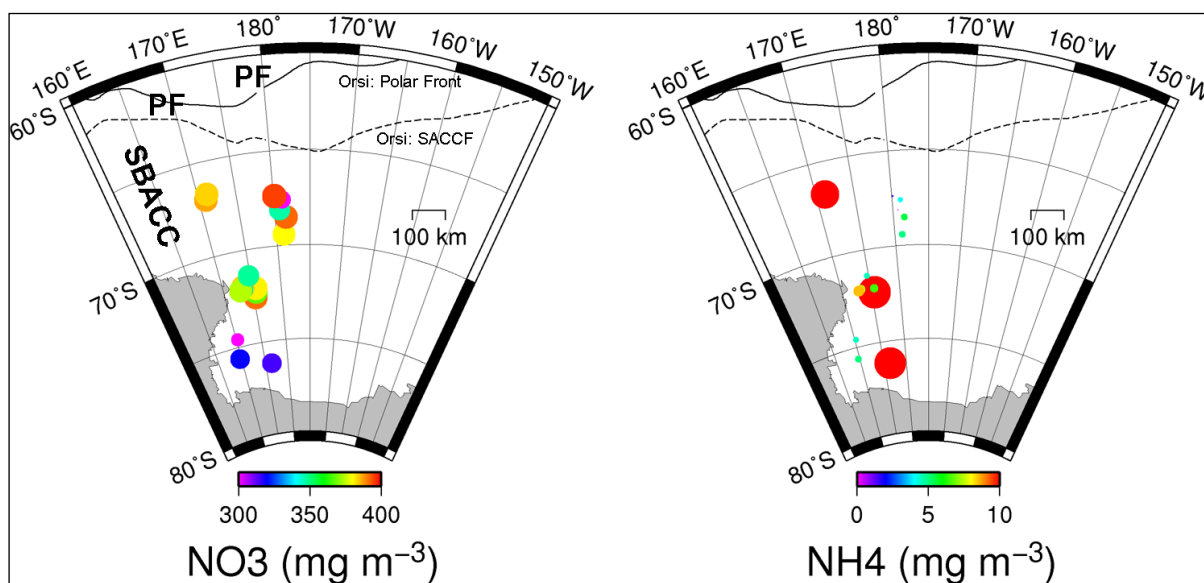 160˚E 170˚E 180˚ 170˚W 160˚W 150˚W
60˚S
70˚S
80˚S
PF
PF
SBACC
Orsi: Polar Front
Orsi: SACCF
100 km
300 350 400
NO3 (mg m⁻³)
160˚E 170˚E 180˚ 170˚W 160˚W 150˚W
60˚S
70˚S
80˚S
100 km
0 5 10
NH4 (mg m⁻³)